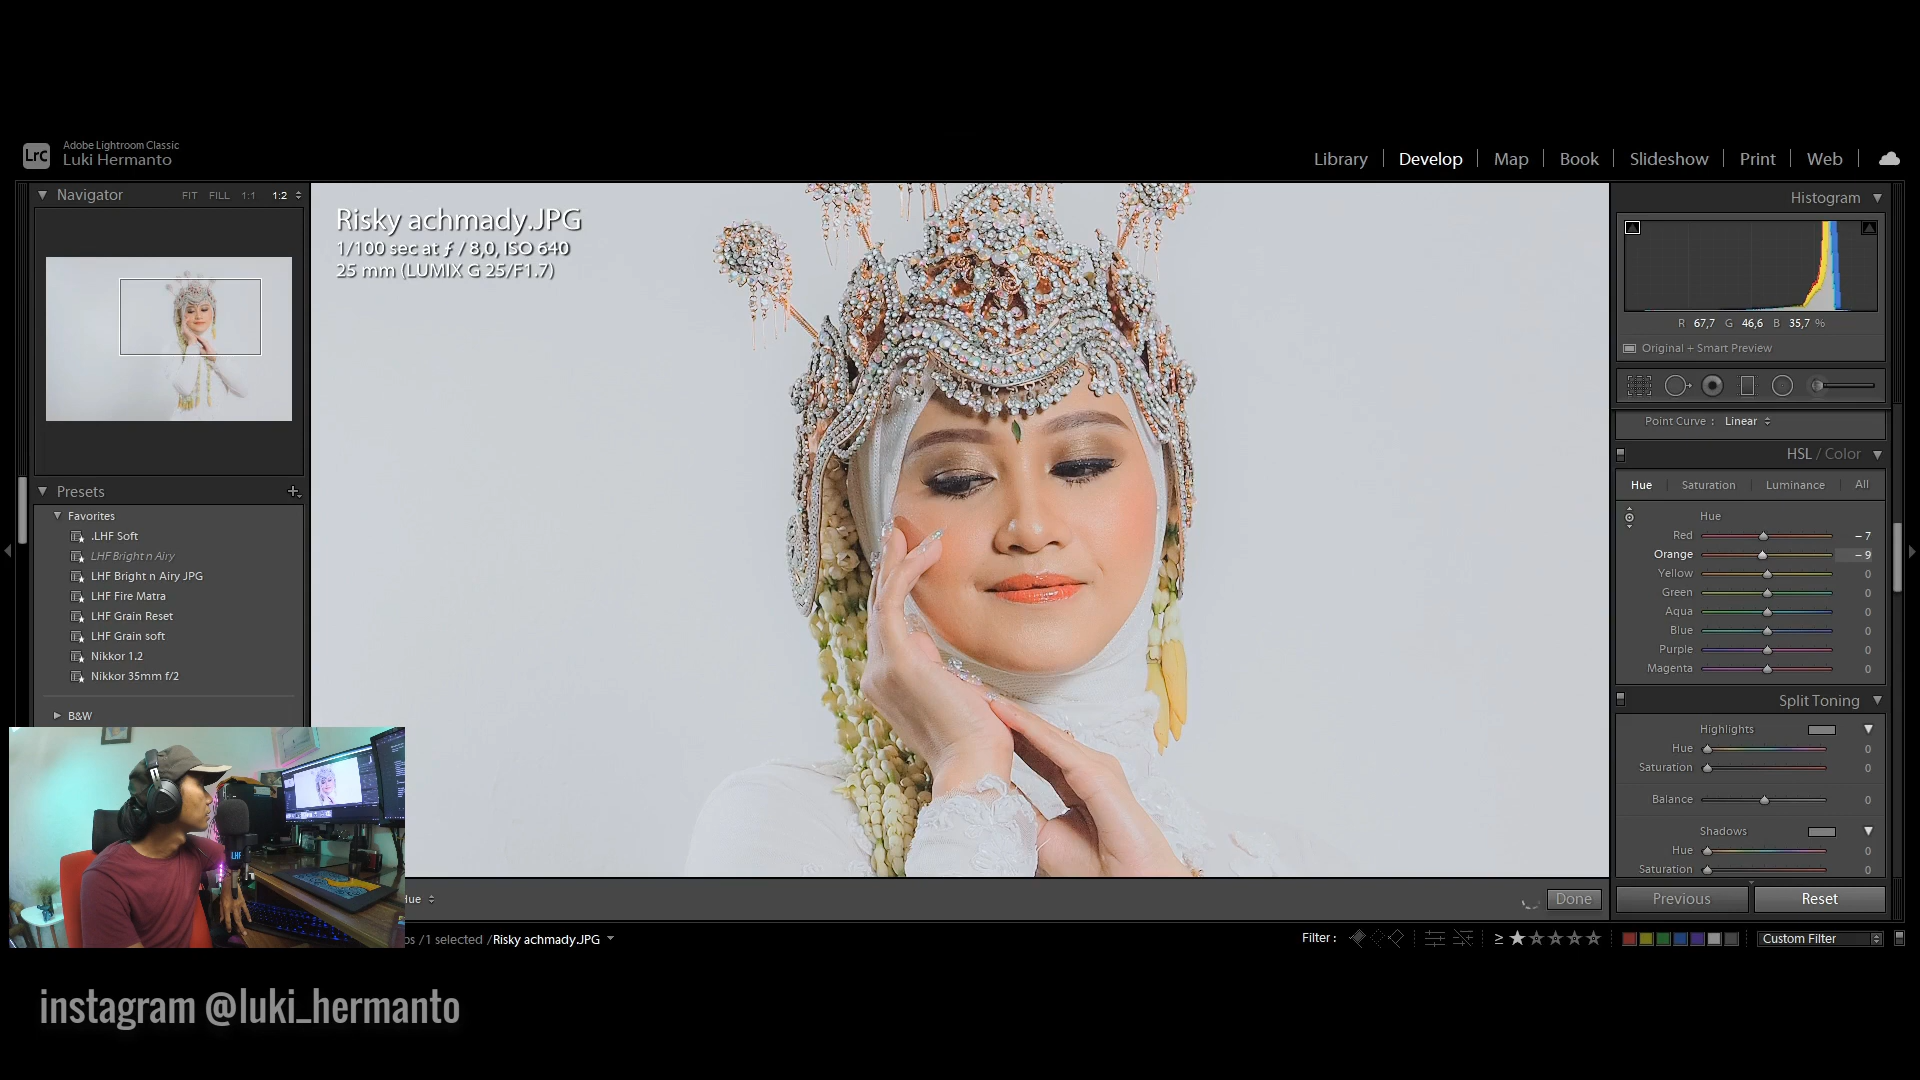 LrC
Adobe Lightroom Classic
Luki Hermanto
Library
Develop
Map
Book
Slideshow
Print
Web
Navigator
FIT
FILL
1:1
1:2
Presets
Favorites
.LHF Soft
LHF Bright n Airy
LHF Bright n Airy JPG
LHF Fire Matra
LHF Grain Reset
LHF Grain soft
Nikkor 1.2
Nikkor 35mm f/2
B&W
Risky achmady.JPG
1/100 sec at ƒ / 8,0, ISO 640
25 mm (LUMIX G 25/F1.7)
LHF
Histogram
R 67,7 G 46,6 B 35,7 %
Original + Smart Preview
Point Curve : Linear
HSL / Color
Hue
Saturation
Luminance
All
Hue
Red – 7
Orange – 9
Yellow 0
Green 0
Aqua 0
Blue 0
Purple 0
Magenta 0
Split Toning
Highlights
Hue 0
Saturation 0
Balance 0
Shadows
Hue 0
Saturation 0
Previous
Reset
Done
/1 selected /Risky achmady.JPG
Filter :
≥
Custom Filter
instagram @luki_hermanto